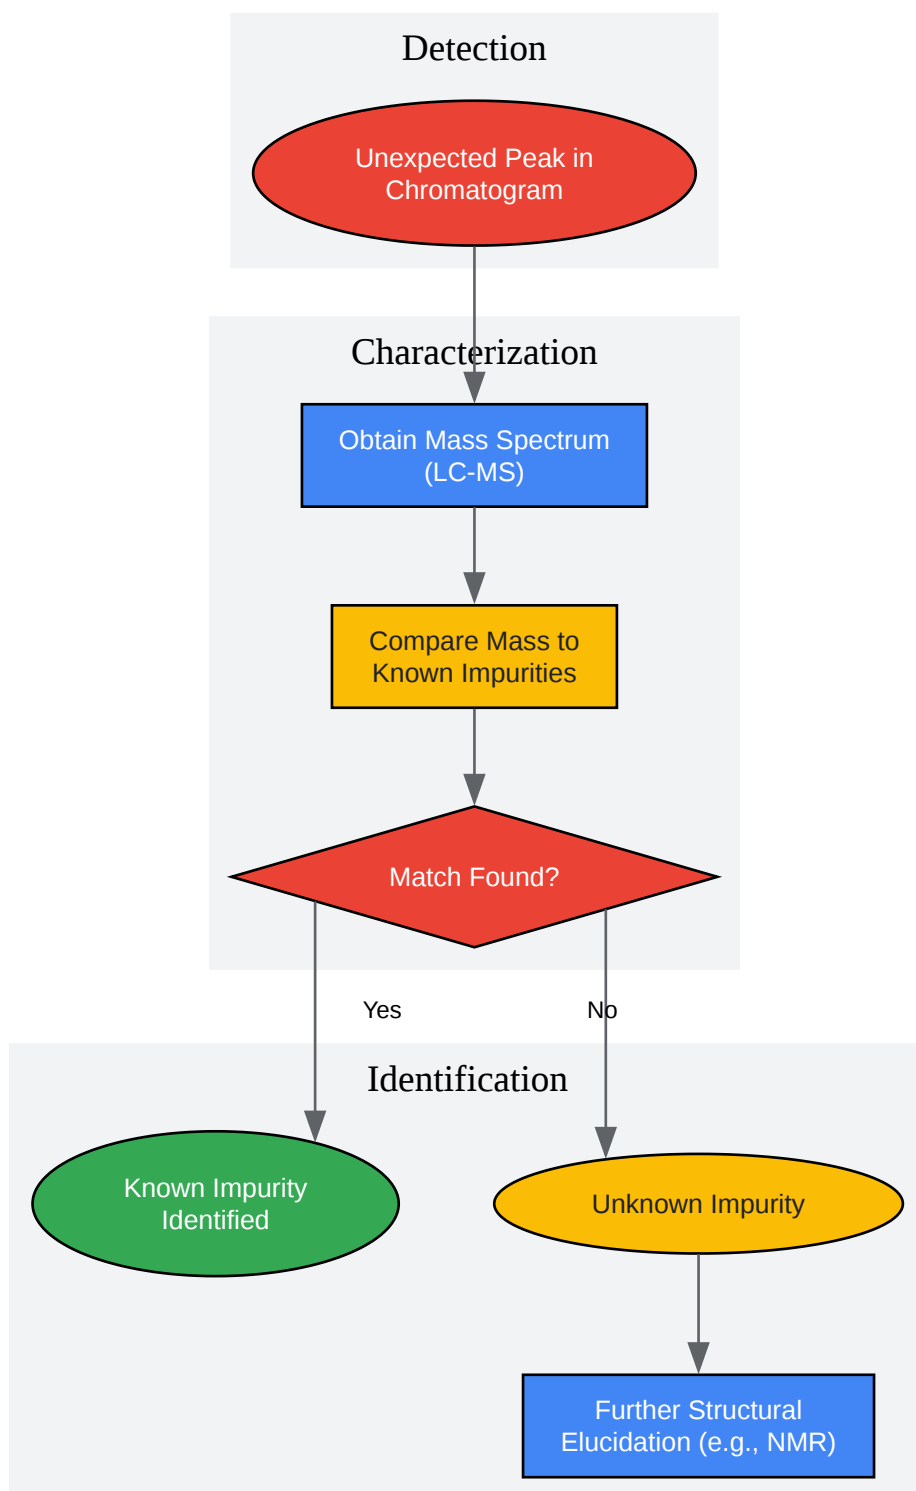 Detection
Unexpected Peak in
Chromatogram
Characterization
Obtain Mass Spectrum
(LC-MS)
Compare Mass to
Known Impurities
Match Found?
Yes
No
Identification
Known Impurity
Identified
Unknown Impurity
Further Structural
Elucidation (e.g., NMR)